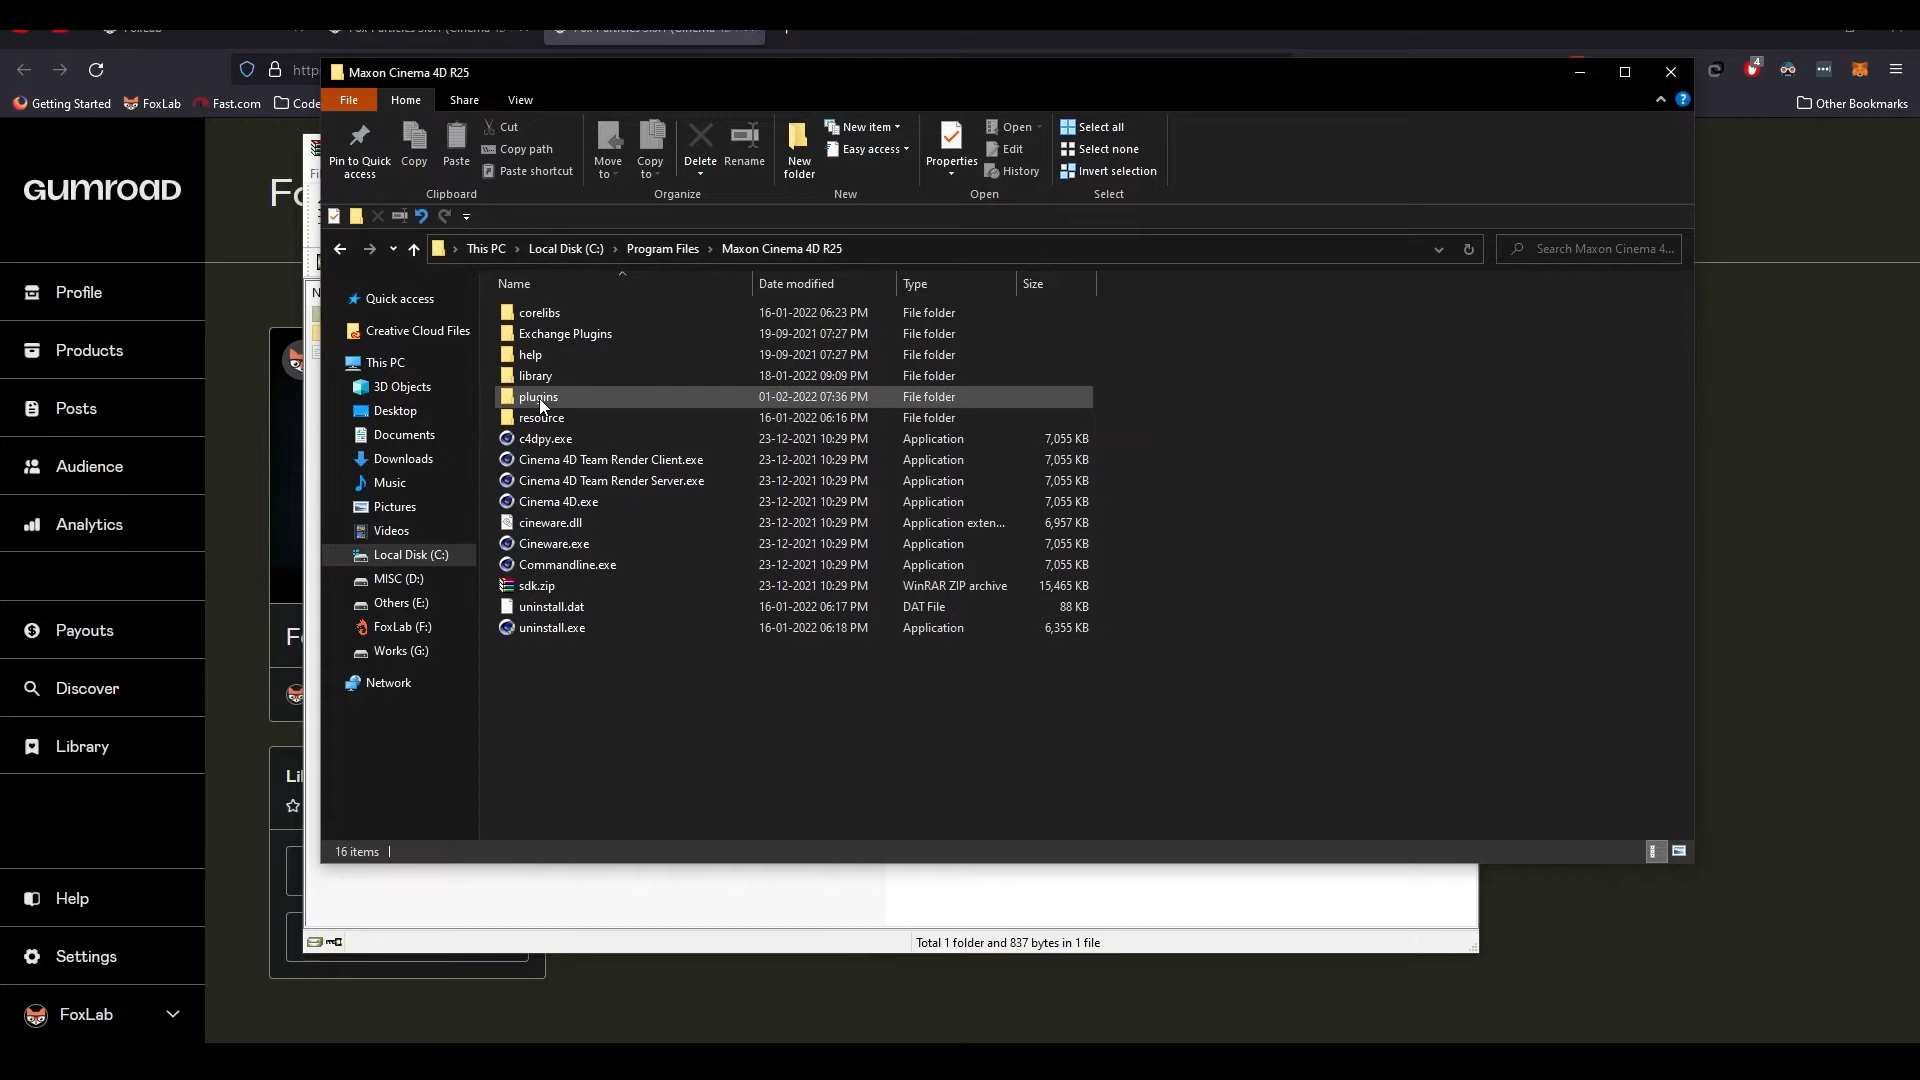 FoxLab
http
Getting Started
FoxLab
Fast.com
Code
4
Other Bookmarks
GUMROAD
Profile
Products
Posts
Audience
Analytics
Payouts
Discover
Library
Help
Settings
FoxLab
Maxon Cinema 4D R25
File
Home
Share
View
Pin to Quick access
Copy
Paste
Cut
Copy path
Paste shortcut
Clipboard
Move to
Copy to
Delete
Rename
Organize
New folder
New item
Easy access
New
Properties
Open
Edit
History
Open
Select all
Select none
Invert selection
Select
This PC > Local Disk (C:) > Program Files > Maxon Cinema 4D R25
Search Maxon Cinema 4...
Quick access
Creative Cloud Files
This PC
3D Objects
Desktop
Documents
Downloads
Music
Pictures
Videos
Local Disk (C:)
MISC (D:)
Others (E:)
FoxLab (F:)
Works (G:)
Network
Name Date modified Type Size
corelibs 16-01-2022 06:23 PM File folder
Exchange Plugins 19-09-2021 07:27 PM File folder
help 19-09-2021 07:27 PM File folder
library 18-01-2022 09:09 PM File folder
plugins 01-02-2022 07:36 PM File folder
resource 16-01-2022 06:16 PM File folder
c4dpy.exe 23-12-2021 10:29 PM Application 7,055 KB
Cinema 4D Team Render Client.exe 23-12-2021 10:29 PM Application 7,055 KB
Cinema 4D Team Render Server.exe 23-12-2021 10:29 PM Application 7,055 KB
Cinema 4D.exe 23-12-2021 10:29 PM Application 7,055 KB
cineware.dll 23-12-2021 10:29 PM Application exten... 6,957 KB
Cineware.exe 23-12-2021 10:29 PM Application 7,055 KB
Commandline.exe 23-12-2021 10:29 PM Application 7,055 KB
sdk.zip 23-12-2021 10:29 PM WinRAR ZIP archive 15,465 KB
uninstall.dat 16-01-2022 06:17 PM DAT File 88 KB
uninstall.exe 16-01-2022 06:18 PM Application 6,355 KB
16 items
Total 1 folder and 837 bytes in 1 file